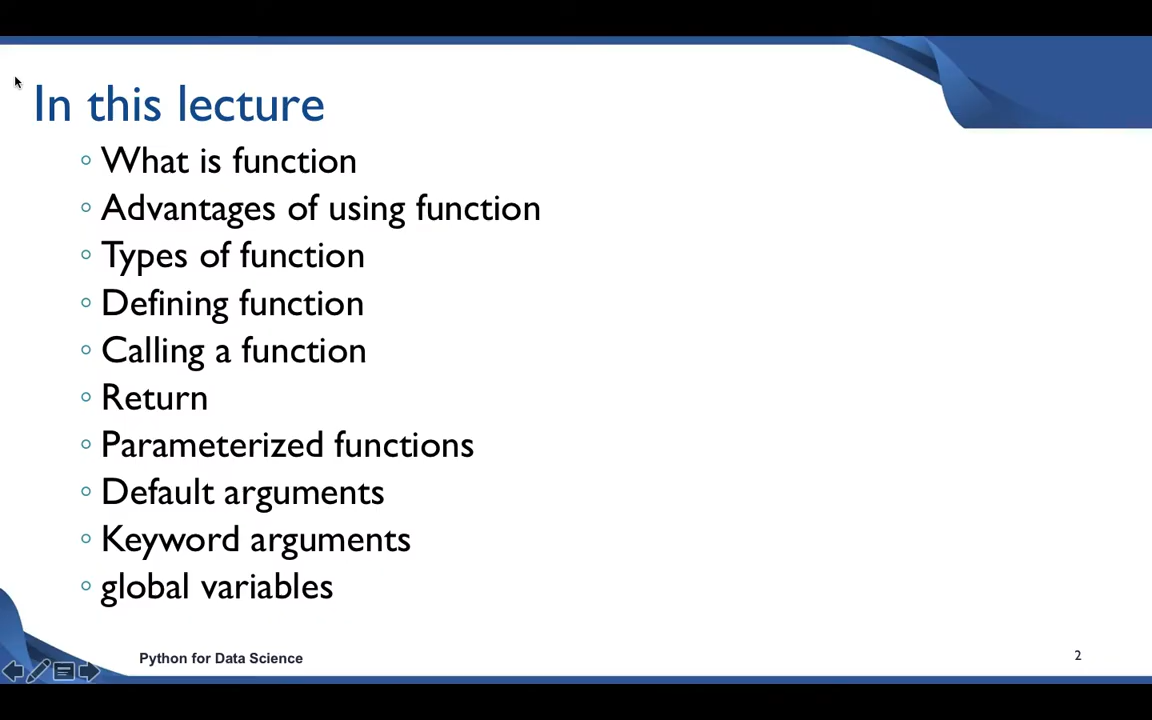 In this lecture
◦ What is function
◦ Advantages of using function
◦ Types of function
◦ Defining function
◦ Calling a function
◦ Return
◦ Parameterized functions
◦ Default arguments
◦ Keyword arguments
◦ global variables
Python for Data Science
2